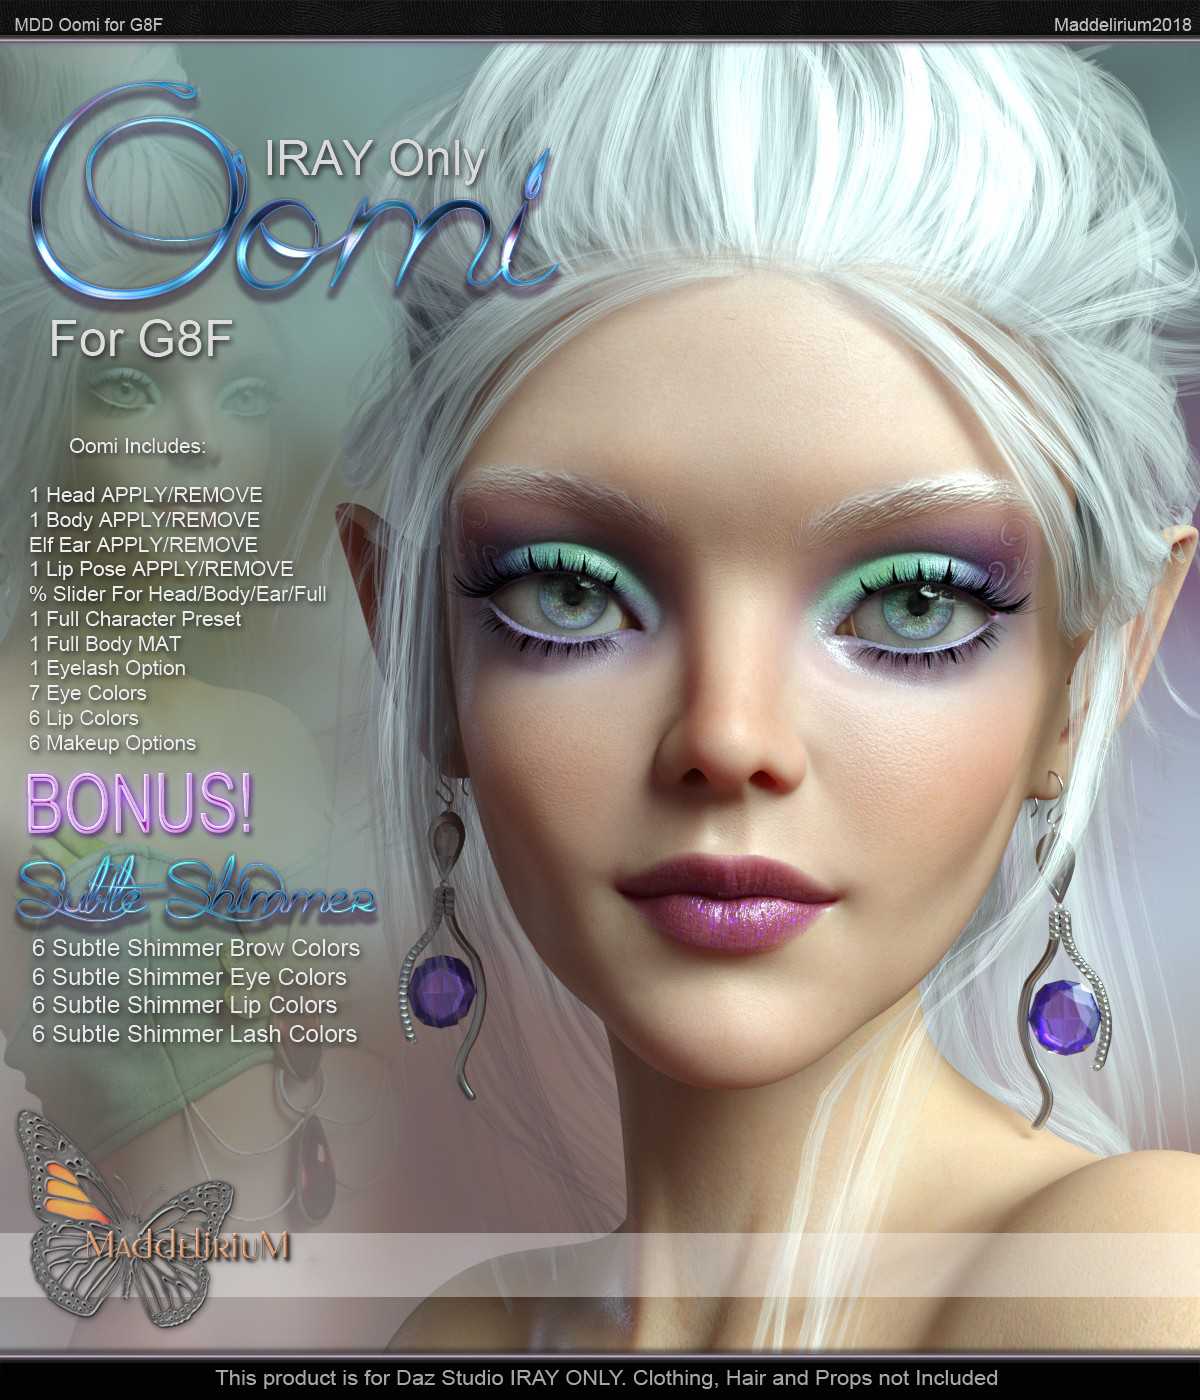 MDD Oomi for G8F
Maddelirium2018
IRAY Only
Oomi
For G8F
Oomi Includes:
1 Head APPLY/REMOVE
1 Body APPLY/REMOVE
Elf Ear APPLY/REMOVE
1 Lip Pose APPLY/REMOVE
% Slider For Head/Body/Ear/Full
1 Full Character Preset
1 Full Body MAT
1 Eyelash Option
7 Eye Colors
6 Lip Colors
6 Makeup Options
BONUS!
Subtle Shimmer
6 Subtle Shimmer Brow Colors
6 Subtle Shimmer Eye Colors
6 Subtle Shimmer Lip Colors
6 Subtle Shimmer Lash Colors
MaddeliriuM
This product is for Daz Studio IRAY ONLY. Clothing, Hair and Props not Included